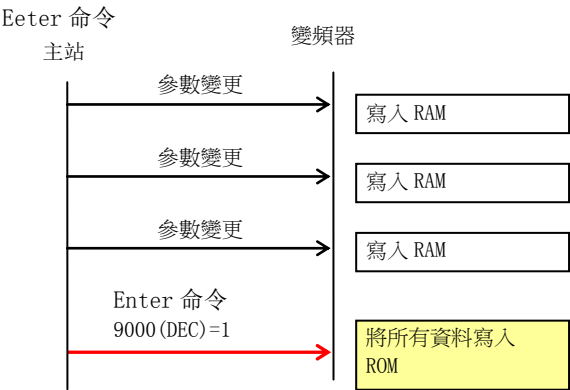 Eeter 命令
主站
變頻器
參數變更
寫入 RAM
參數變更
寫入 RAM
參數變更
寫入 RAM
Enter 命令
9000(DEC)=1
將所有資料寫入
ROM